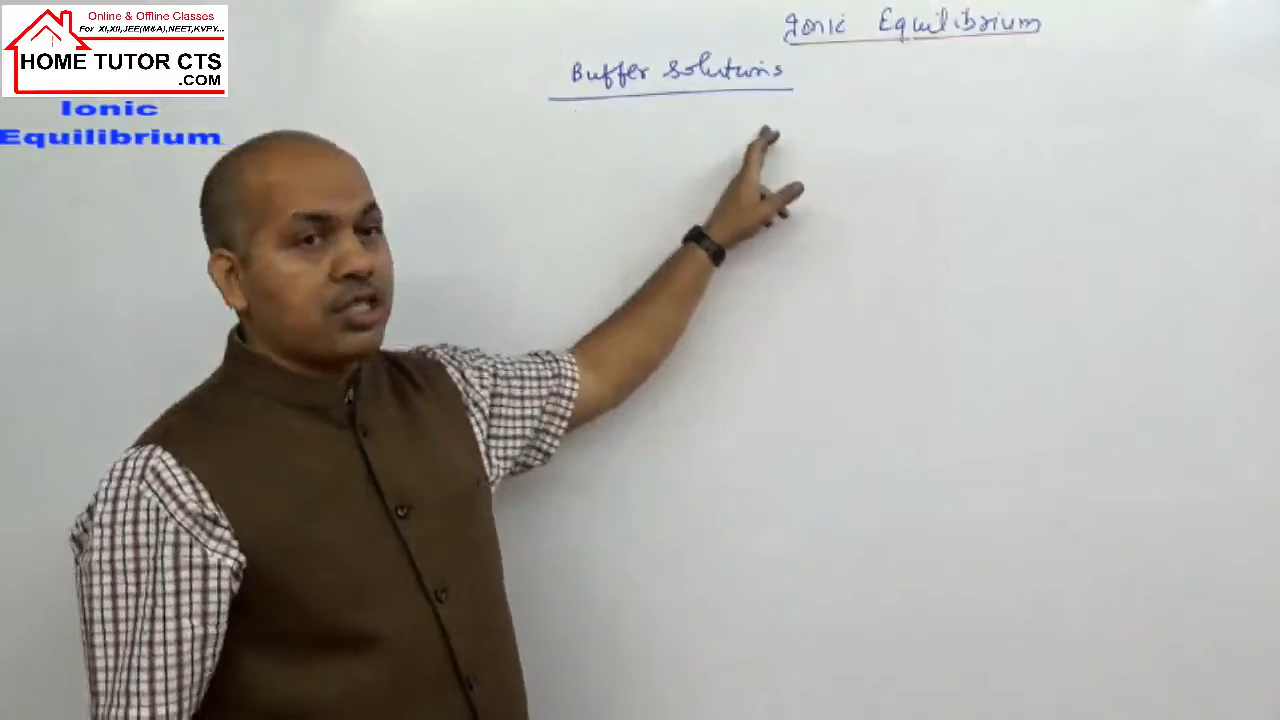 Online & Offline Classes
For XI,XII,JEE(M&A),NEET,KVPY...
HOME TUTOR CTS
.COM
Ionic
Equilibrium
Ionic Equilibrium
Buffer Solutions